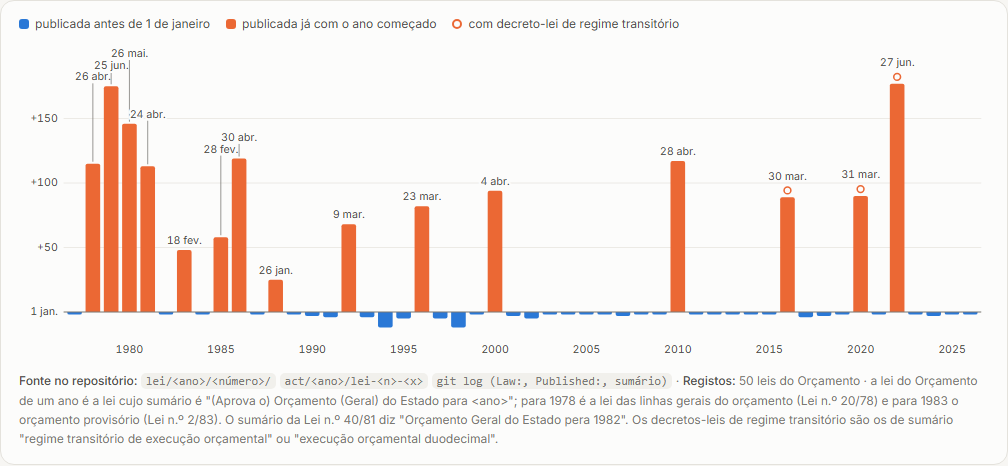 publicada antes de 1 de janeiro publicada já com o ano começado com decreto-lei de regime transitório
26 mai.
25 jun.
26 abr.
27 jun.
24 abr.
+150
30 abr.
28 fev.
28 abr.
31 mar.
30 mar.
4 abr.
+100
23 mar.
9 mar.
18 fev.
+50
26 jan.
1 jan.
1980 1985 1990 1995 2000 2005 2010 2015 2020 2025
Fonte no repositório: lei/<ano>/<número>/ act/<ano>/lei-<n>-<x> git log (Law:, Published:, sumário) · Registos: 50 leis do Orçamento · a lei do Orçamento
de um ano é a lei cujo sumário é "(Aprova o) Orçamento (Geral) do Estado para <ano>"; para 1978 é a lei das linhas gerais do orçamento (Lei n.º 20/78) e para 1983 o
orçamento provisório (Lei n.º 2/83). O sumário da Lei n.º 40/81 diz "Orçamento Geral do Estado pera 1982". Os decretos-leis de regime transitório são os de sumário
"regime transitório de execução orçamental" ou "execução orçamental duodecimal".